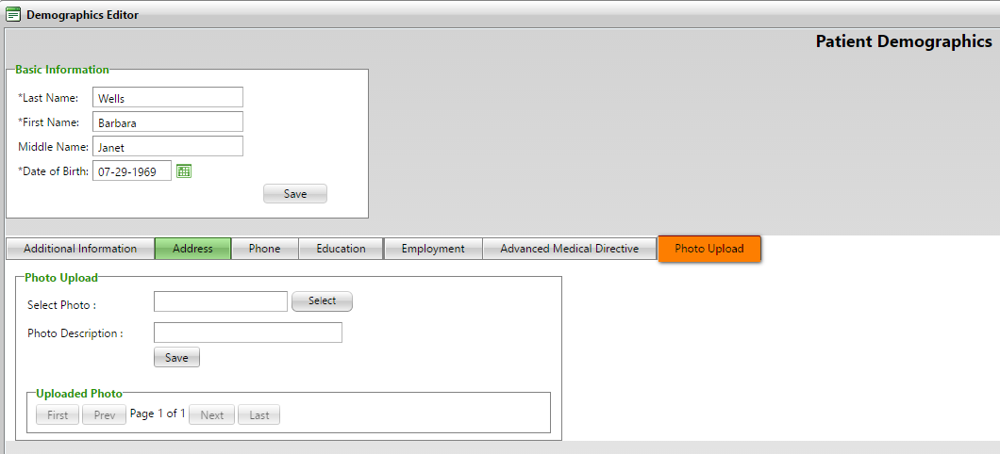 Demographics Editor
Patient Demographics
Basic Information
*Last Name: Wells
*First Name: Barbara
Middle Name: Janet
*Date of Birth: 07-29-1969
Save
Additional Information Address Phone Education Employment Advanced Medical Directive Photo Upload
Photo Upload
Select Photo : Select
Photo Description :
Save
Uploaded Photo
First Prev Page 1 of 1 Next Last